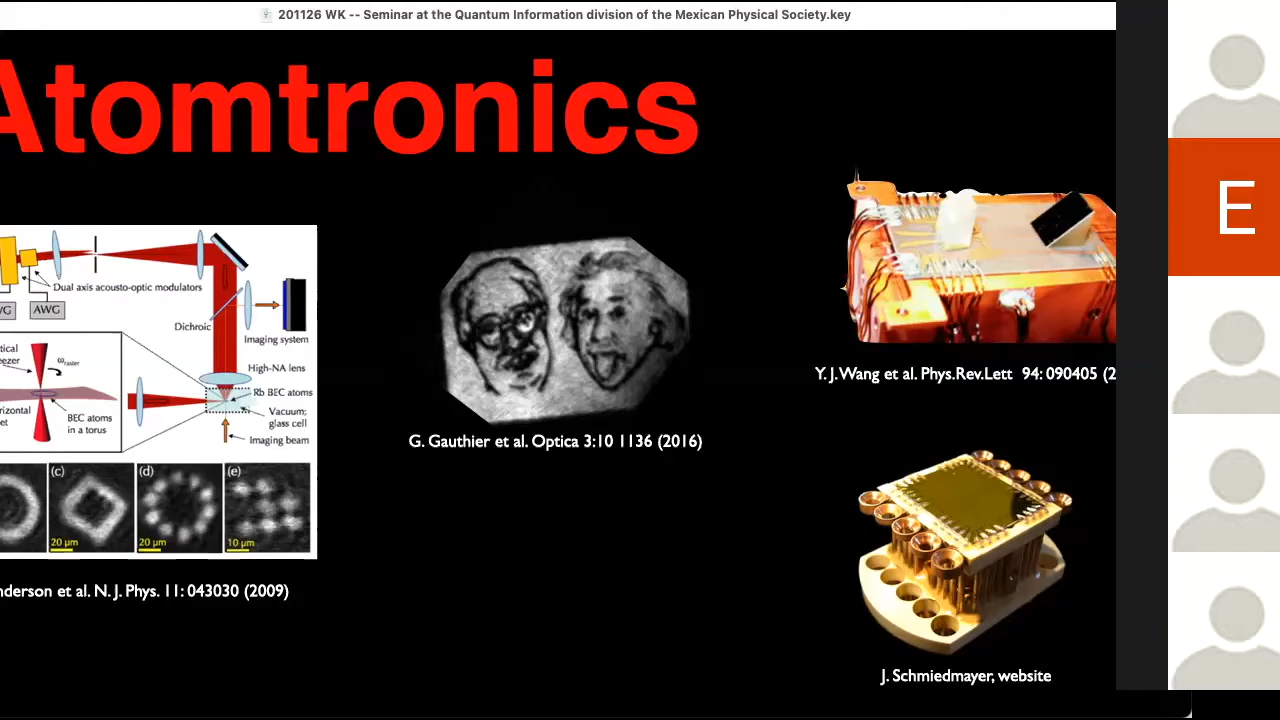 201126 WK -- Seminar at the Quantum Information division of the Mexican Physical Society.key
Atomtronics
Dual axis acousto-optic modulators
AWG
Dichroic
Imaging system
High-NA lens
ω raster
Rb BEC atoms
BEC atoms
in a torus
Vacuum;
glass cell
Imaging beam
(c)
(d)
(e)
20 µm
20 µm
10 µm
nderson et al. N. J. Phys. 11: 043030 (2009)
G. Gauthier et al. Optica 3:10 1136 (2016)
Y. J. Wang et al. Phys.Rev.Lett 94: 090405 (2
J. Schmiedmayer, website
E